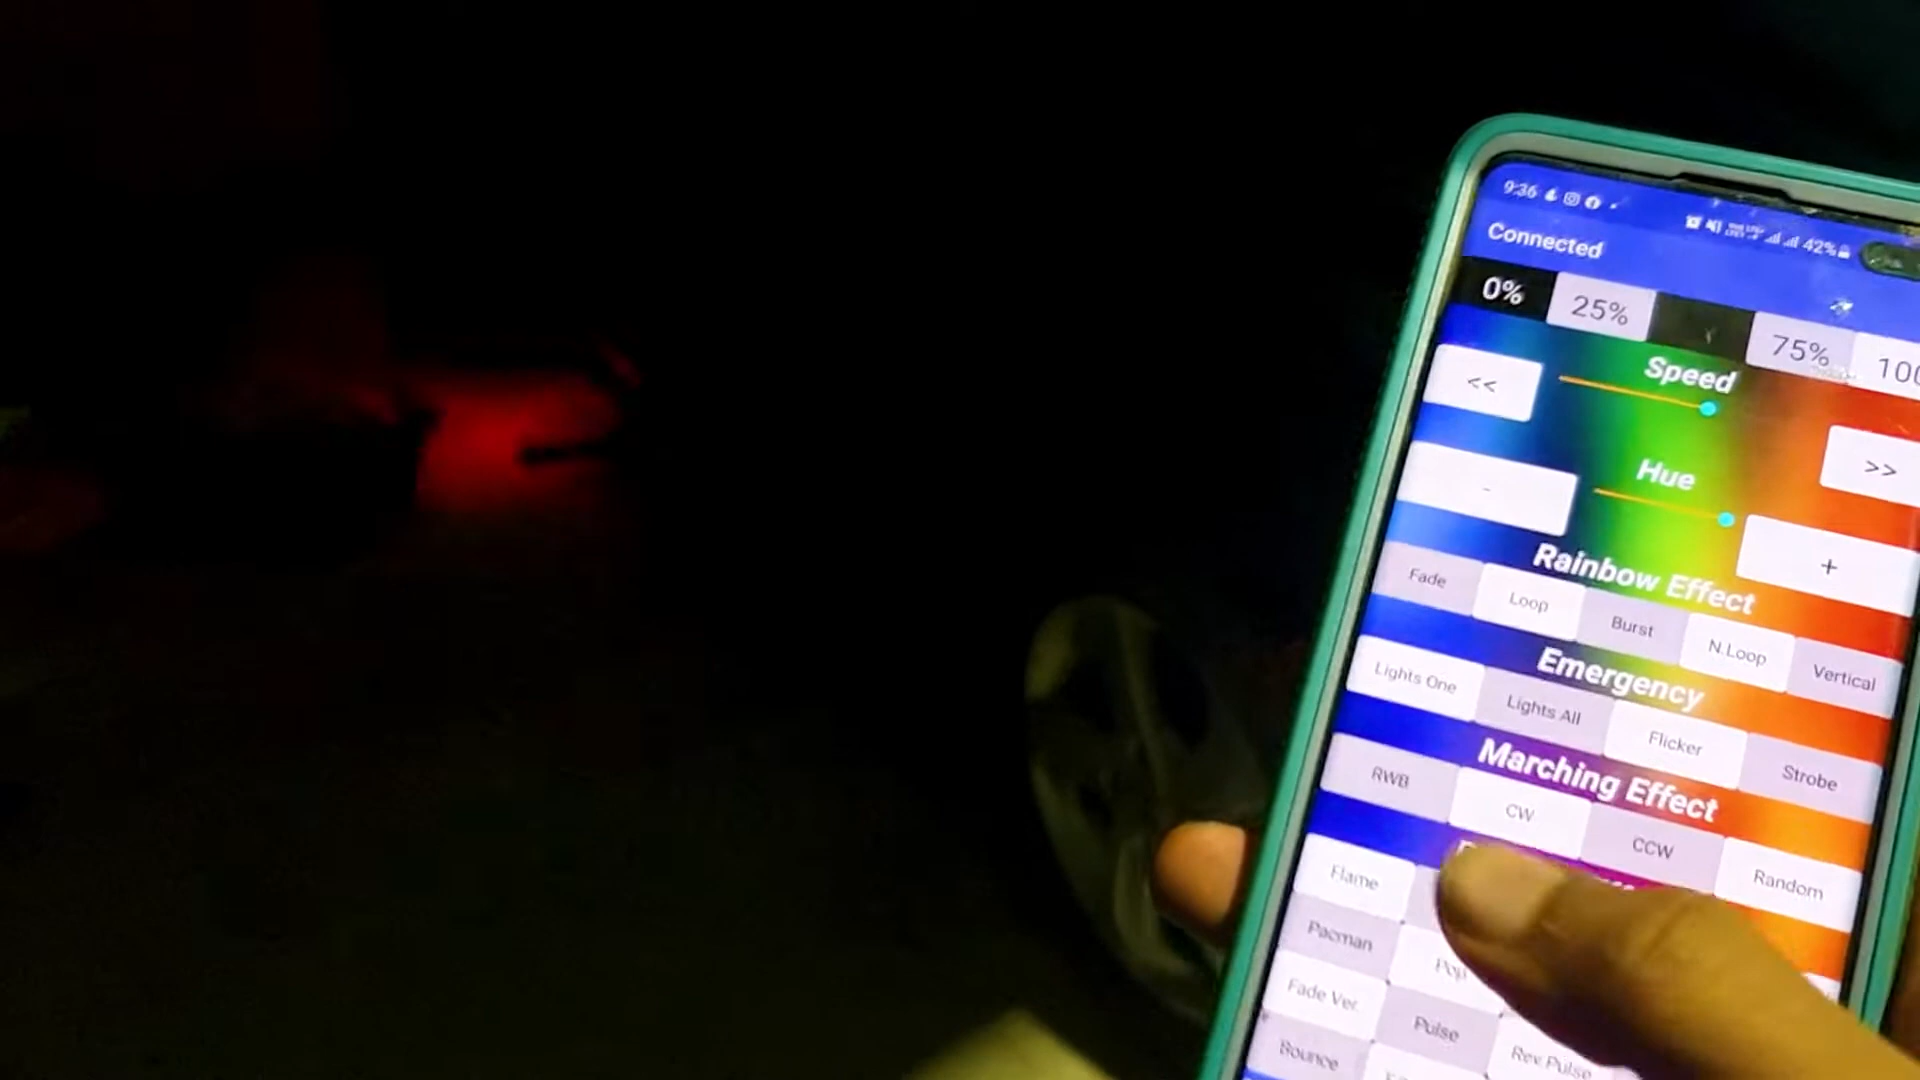 9:36 42%
Connected
0% 25% 75% 100
Speed
<< >>
Hue
- +
Rainbow Effect
Fade Loop Burst N.Loop Vertical
Emergency
Lights One Lights All Flicker Strobe
Marching Effect
RWB CW CCW Random
Flame
Pacman Pop
Fade Ver Pulse Rev.Pulse
Bounce